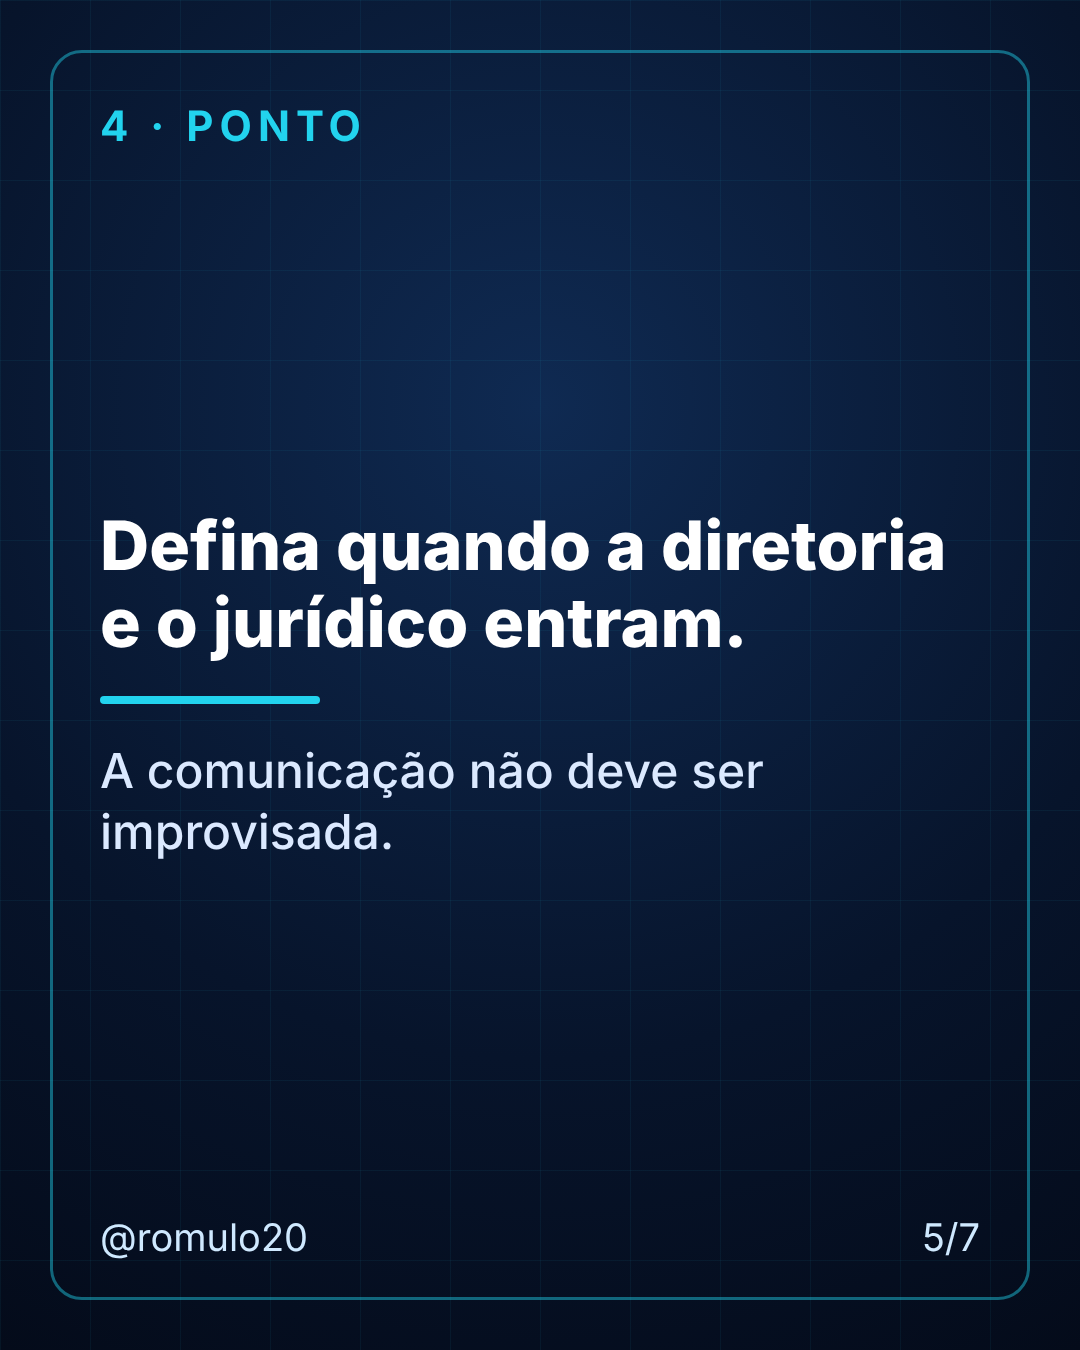 4 · PONTO
Defina quando a diretoria
e o jurídico entram.
A comunicação não deve ser
improvisada.
@romulo20
5/7